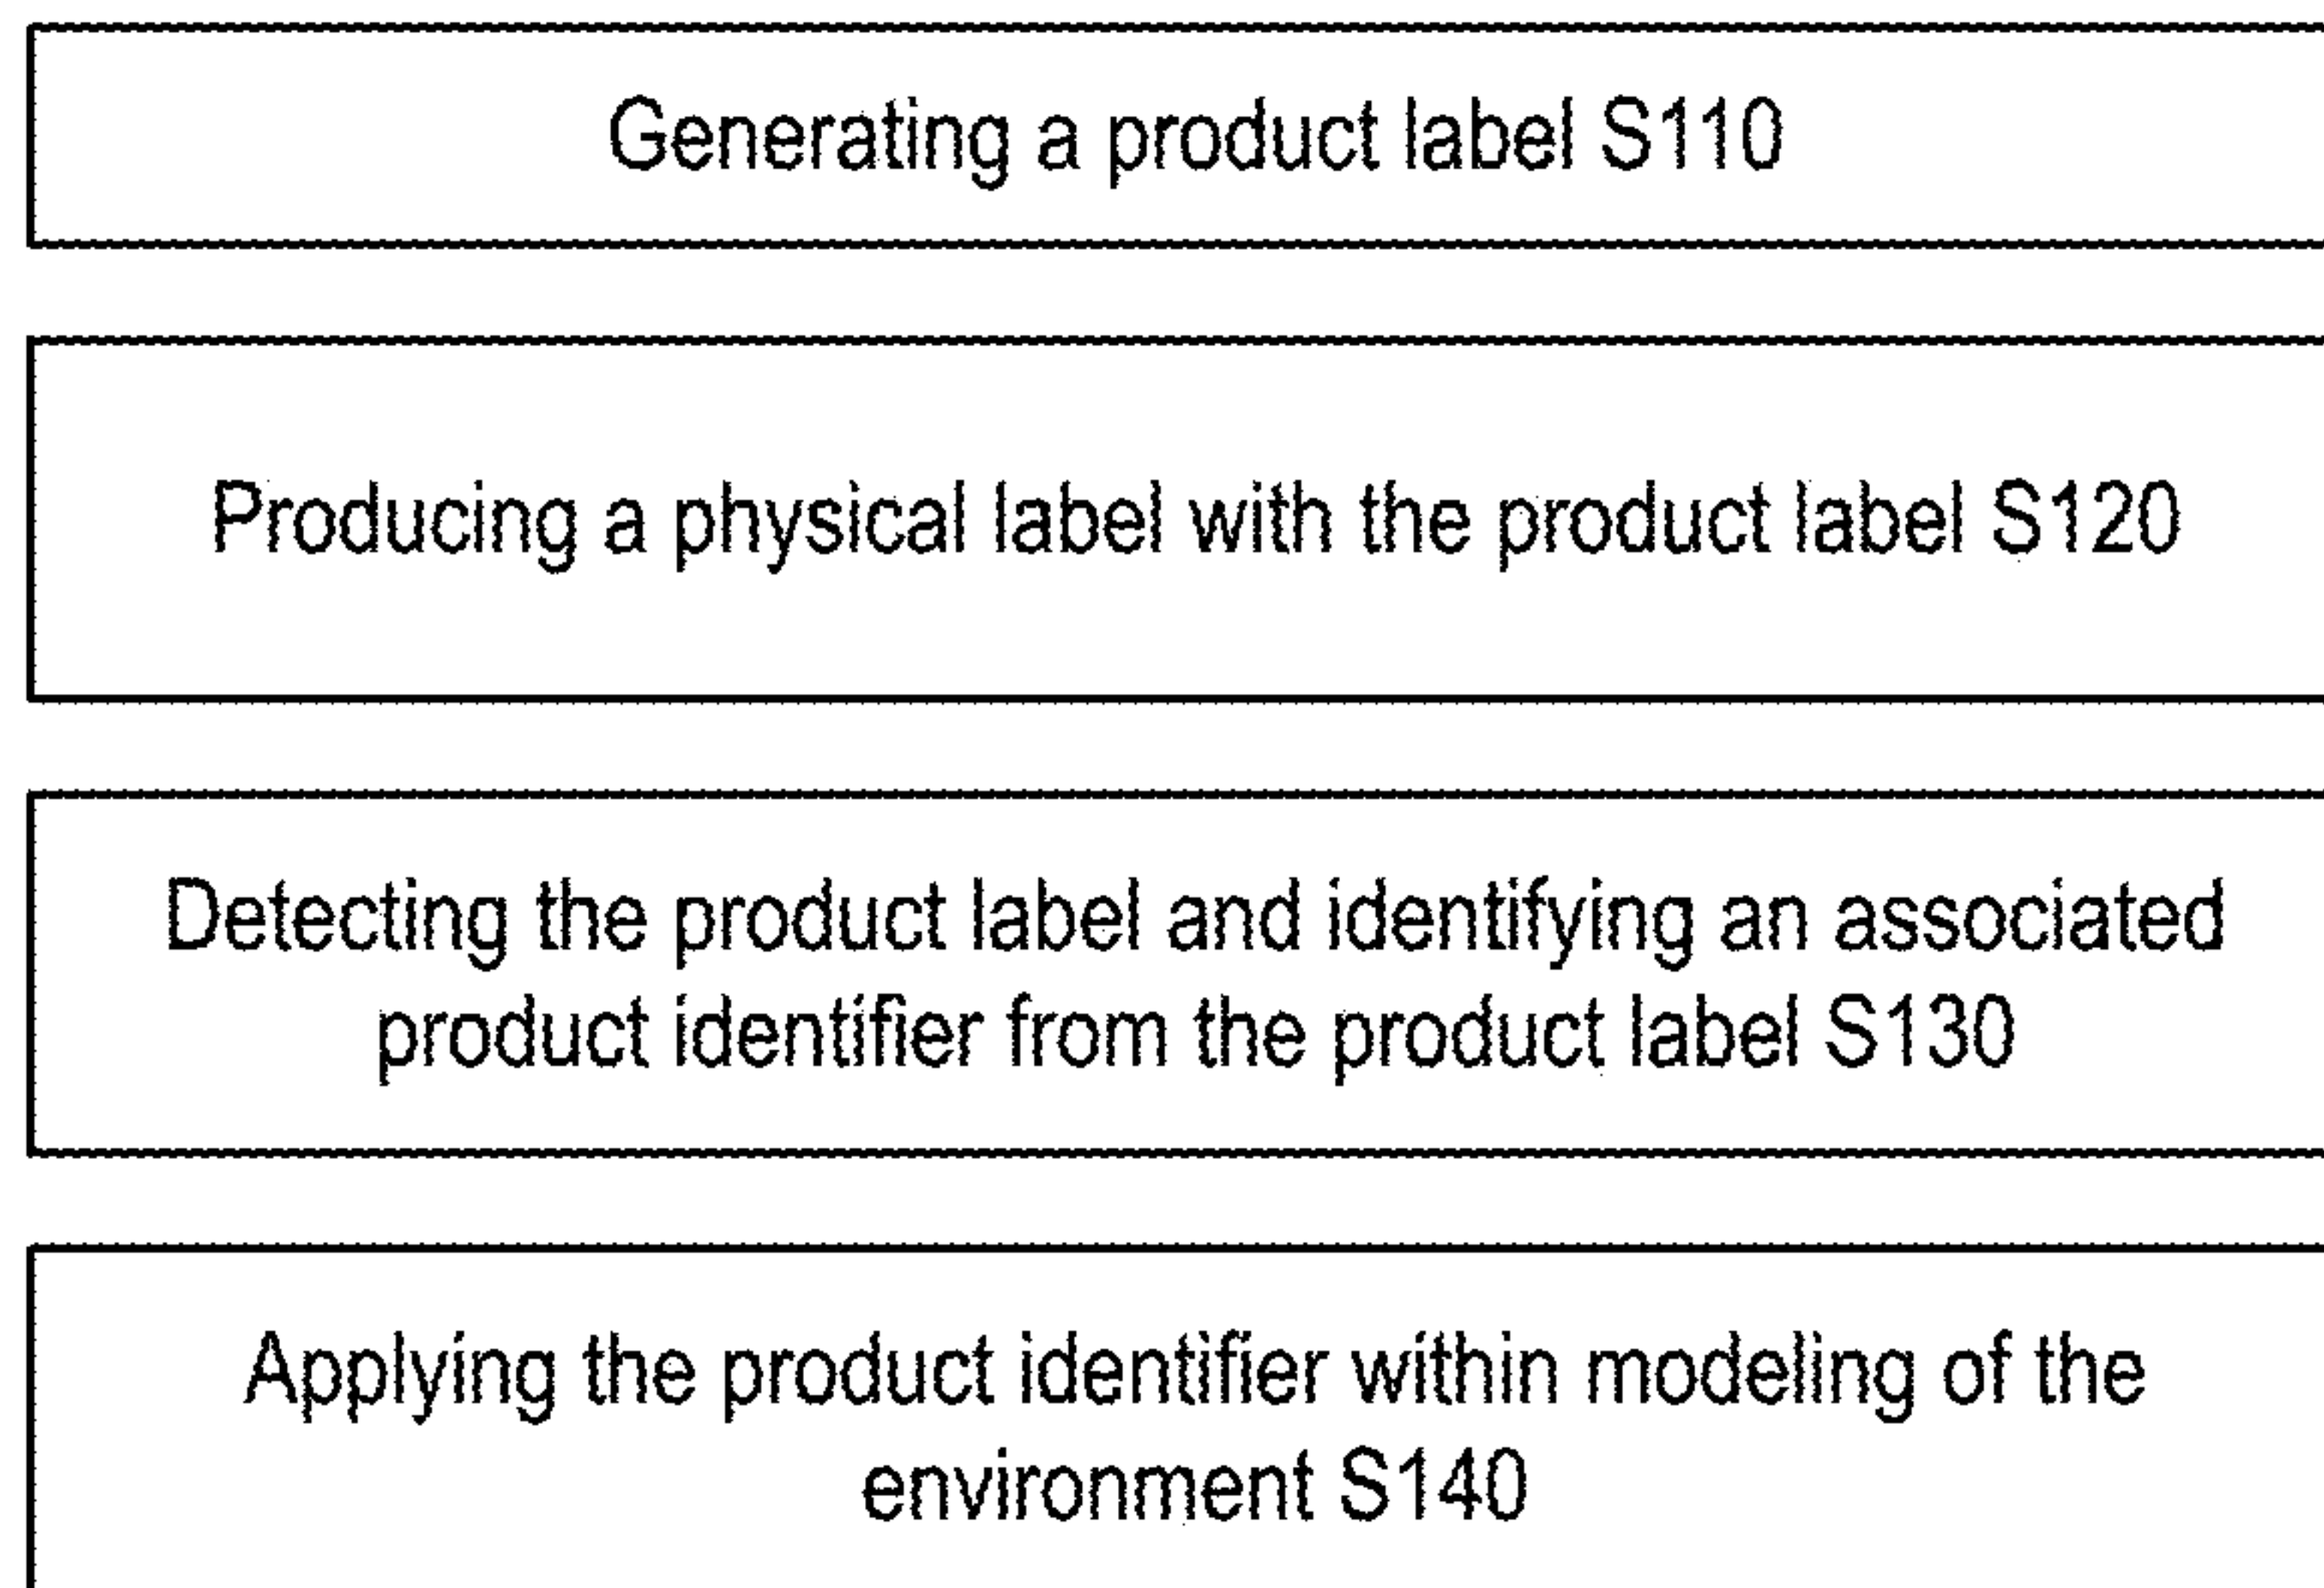 Generating a product label S110
Producing a physical label with the product label S120
Detecting the product label and identifying an associated
product identifier from the product label S130
Applying the product identifier within modeling of the
environment S140